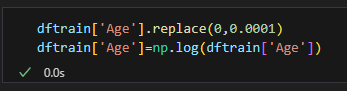 dftrain['Age'].replace(0,0.0001)
dftrain['Age']=np.log(dftrain['Age'])
✓ 0.0s